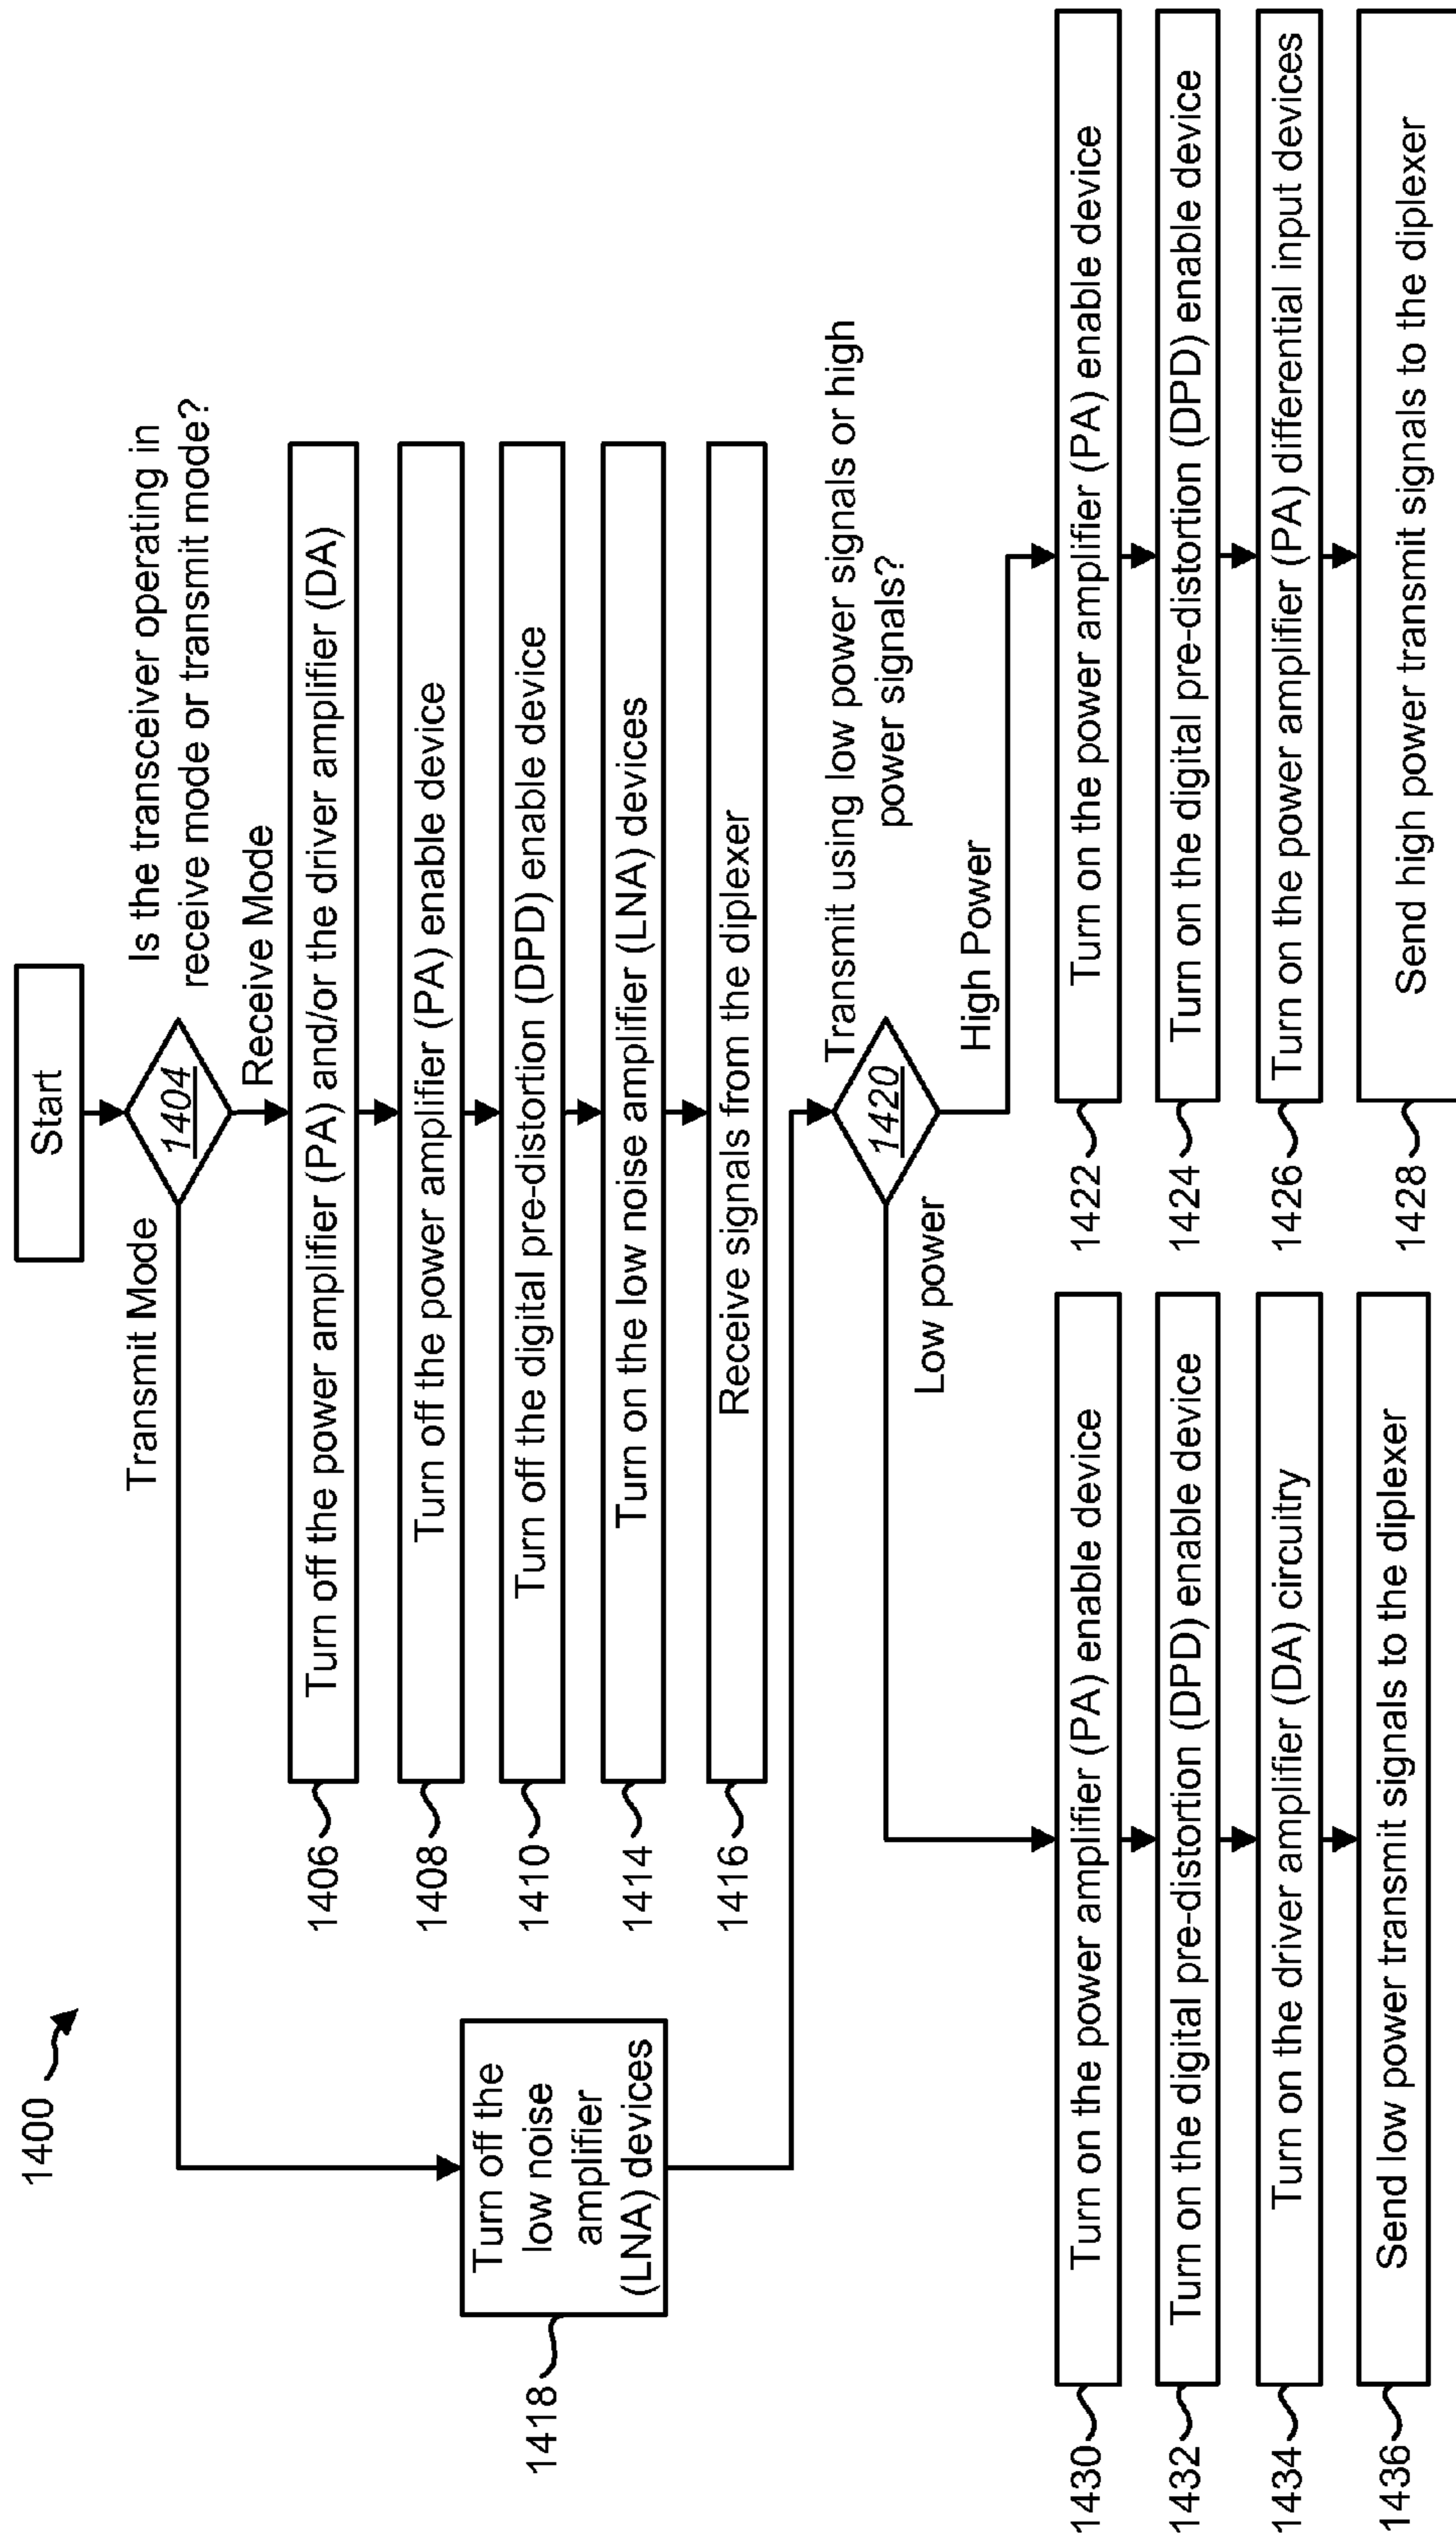 1400
Start
1404
Is the transceiver operating in
receive mode or transmit mode?
Transmit Mode
Receive Mode
1406
Turn off the power amplifier (PA) and/or the driver amplifier (DA)
1408
Turn off the power amplifier (PA) enable device
1410
Turn off the digital pre-distortion (DPD) enable device
1414
Turn on the low noise amplifier (LNA) devices
1416
Receive signals from the diplexer
1418
Turn off the
low noise
amplifier
(LNA) devices
1420
Transmit using low power signals or high
power signals?
Low power
High Power
1430
Turn on the power amplifier (PA) enable device
1432
Turn on the digital pre-distortion (DPD) enable device
1434
Turn on the driver amplifier (DA) circuitry
1436
Send low power transmit signals to the diplexer
1422
Turn on the power amplifier (PA) enable device
1424
Turn on the digital pre-distortion (DPD) enable device
1426
Turn on the power amplifier (PA) differential input devices
1428
Send high power transmit signals to the diplexer